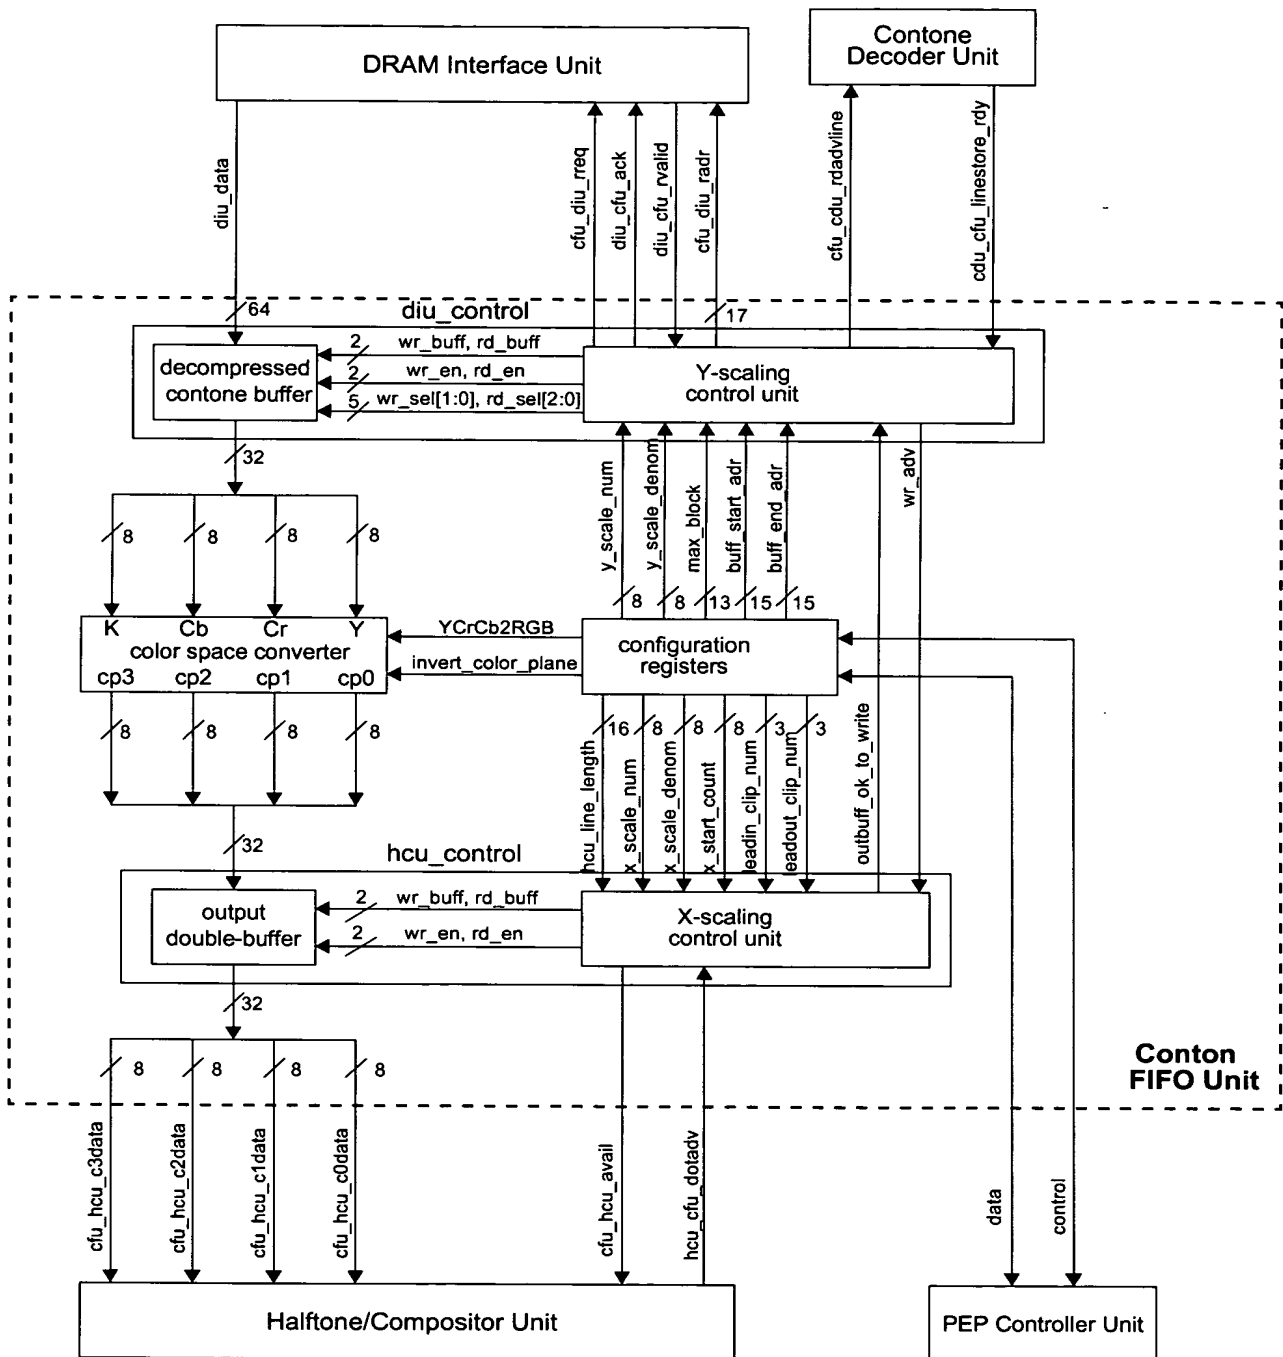 DRAM Interface Unit
Contone
Decoder Unit
diu_data
cfu_diu_rreq
diu_cfu_ack
diu_cfu_rvalid
cfu_diu_radr
cfu_cdu_rdadvline
cdu_cfu_linestore_rdy
64
diu_control
17
decompressed
contone buffer
2
wr_buff, rd_buff
2
wr_en, rd_en
5
wr_sel[1:0], rd_sel[2:0]
Y-scaling
control unit
32
8
8
8
8
y_scale_num
y_scale_denom
max_block
buff_start_adr
buff_end_adr
wr_adv
8
8
13
15
15
K
Cb
Cr
Y
color space converter
cp3
cp2
cp1
cp0
YCrCb2RGB
invert_color_plane
configuration
registers
8
8
8
8
16
8
8
8
3
3
hcu_line_length
x_scale_num
x_scale_denom
x_start_count
leadin_clip_num
leadout_clip_num
outbuff_ok_to_write
32
hcu_control
output
double-buffer
2
wr_buff, rd_buff
2
wr_en, rd_en
X-scaling
control unit
32
8
8
8
8
Conton
FIFO Unit
cfu_hcu_c3data
cfu_hcu_c2data
cfu_hcu_c1data
cfu_hcu_c0data
cfu_hcu_avail
hcu_cfu_dotadv
data
control
Halftone/Compositor Unit
PEP Controller Unit